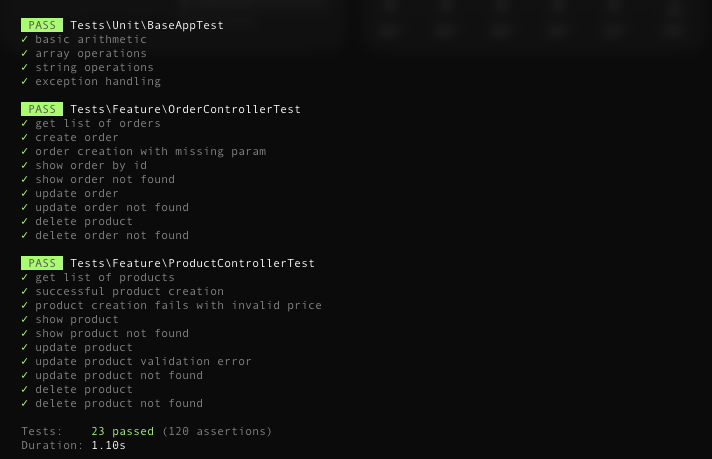 PASS Tests\Unit\BaseAppTest
✓ basic arithmetic
✓ array operations
✓ string operations
✓ exception handling
PASS Tests\Feature\OrderControllerTest
✓ get list of orders
✓ create order
✓ order creation with missing param
✓ show order by id
✓ show order not found
✓ update order
✓ update order not found
✓ delete product
✓ delete order not found
PASS Tests\Feature\ProductControllerTest
✓ get list of products
✓ successful product creation
✓ product creation fails with invalid price
✓ show product
✓ show product not found
✓ update product
✓ update product validation error
✓ update product not found
✓ delete product
✓ delete product not found
Tests: 23 passed (120 assertions)
Duration: 1.10s